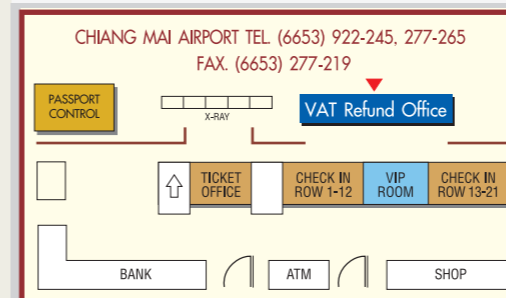 CHIANG MAI AIRPORT TEL. (6653) 922-245, 277-265
FAX. (6653) 277-219
PASSPORT
CONTROL
X-RAY
VAT Refund Office
TICKET
OFFICE
CHECK IN
ROW 1-12
VIP
ROOM
CHECK IN
ROW 13-21
BANK
ATM
SHOP